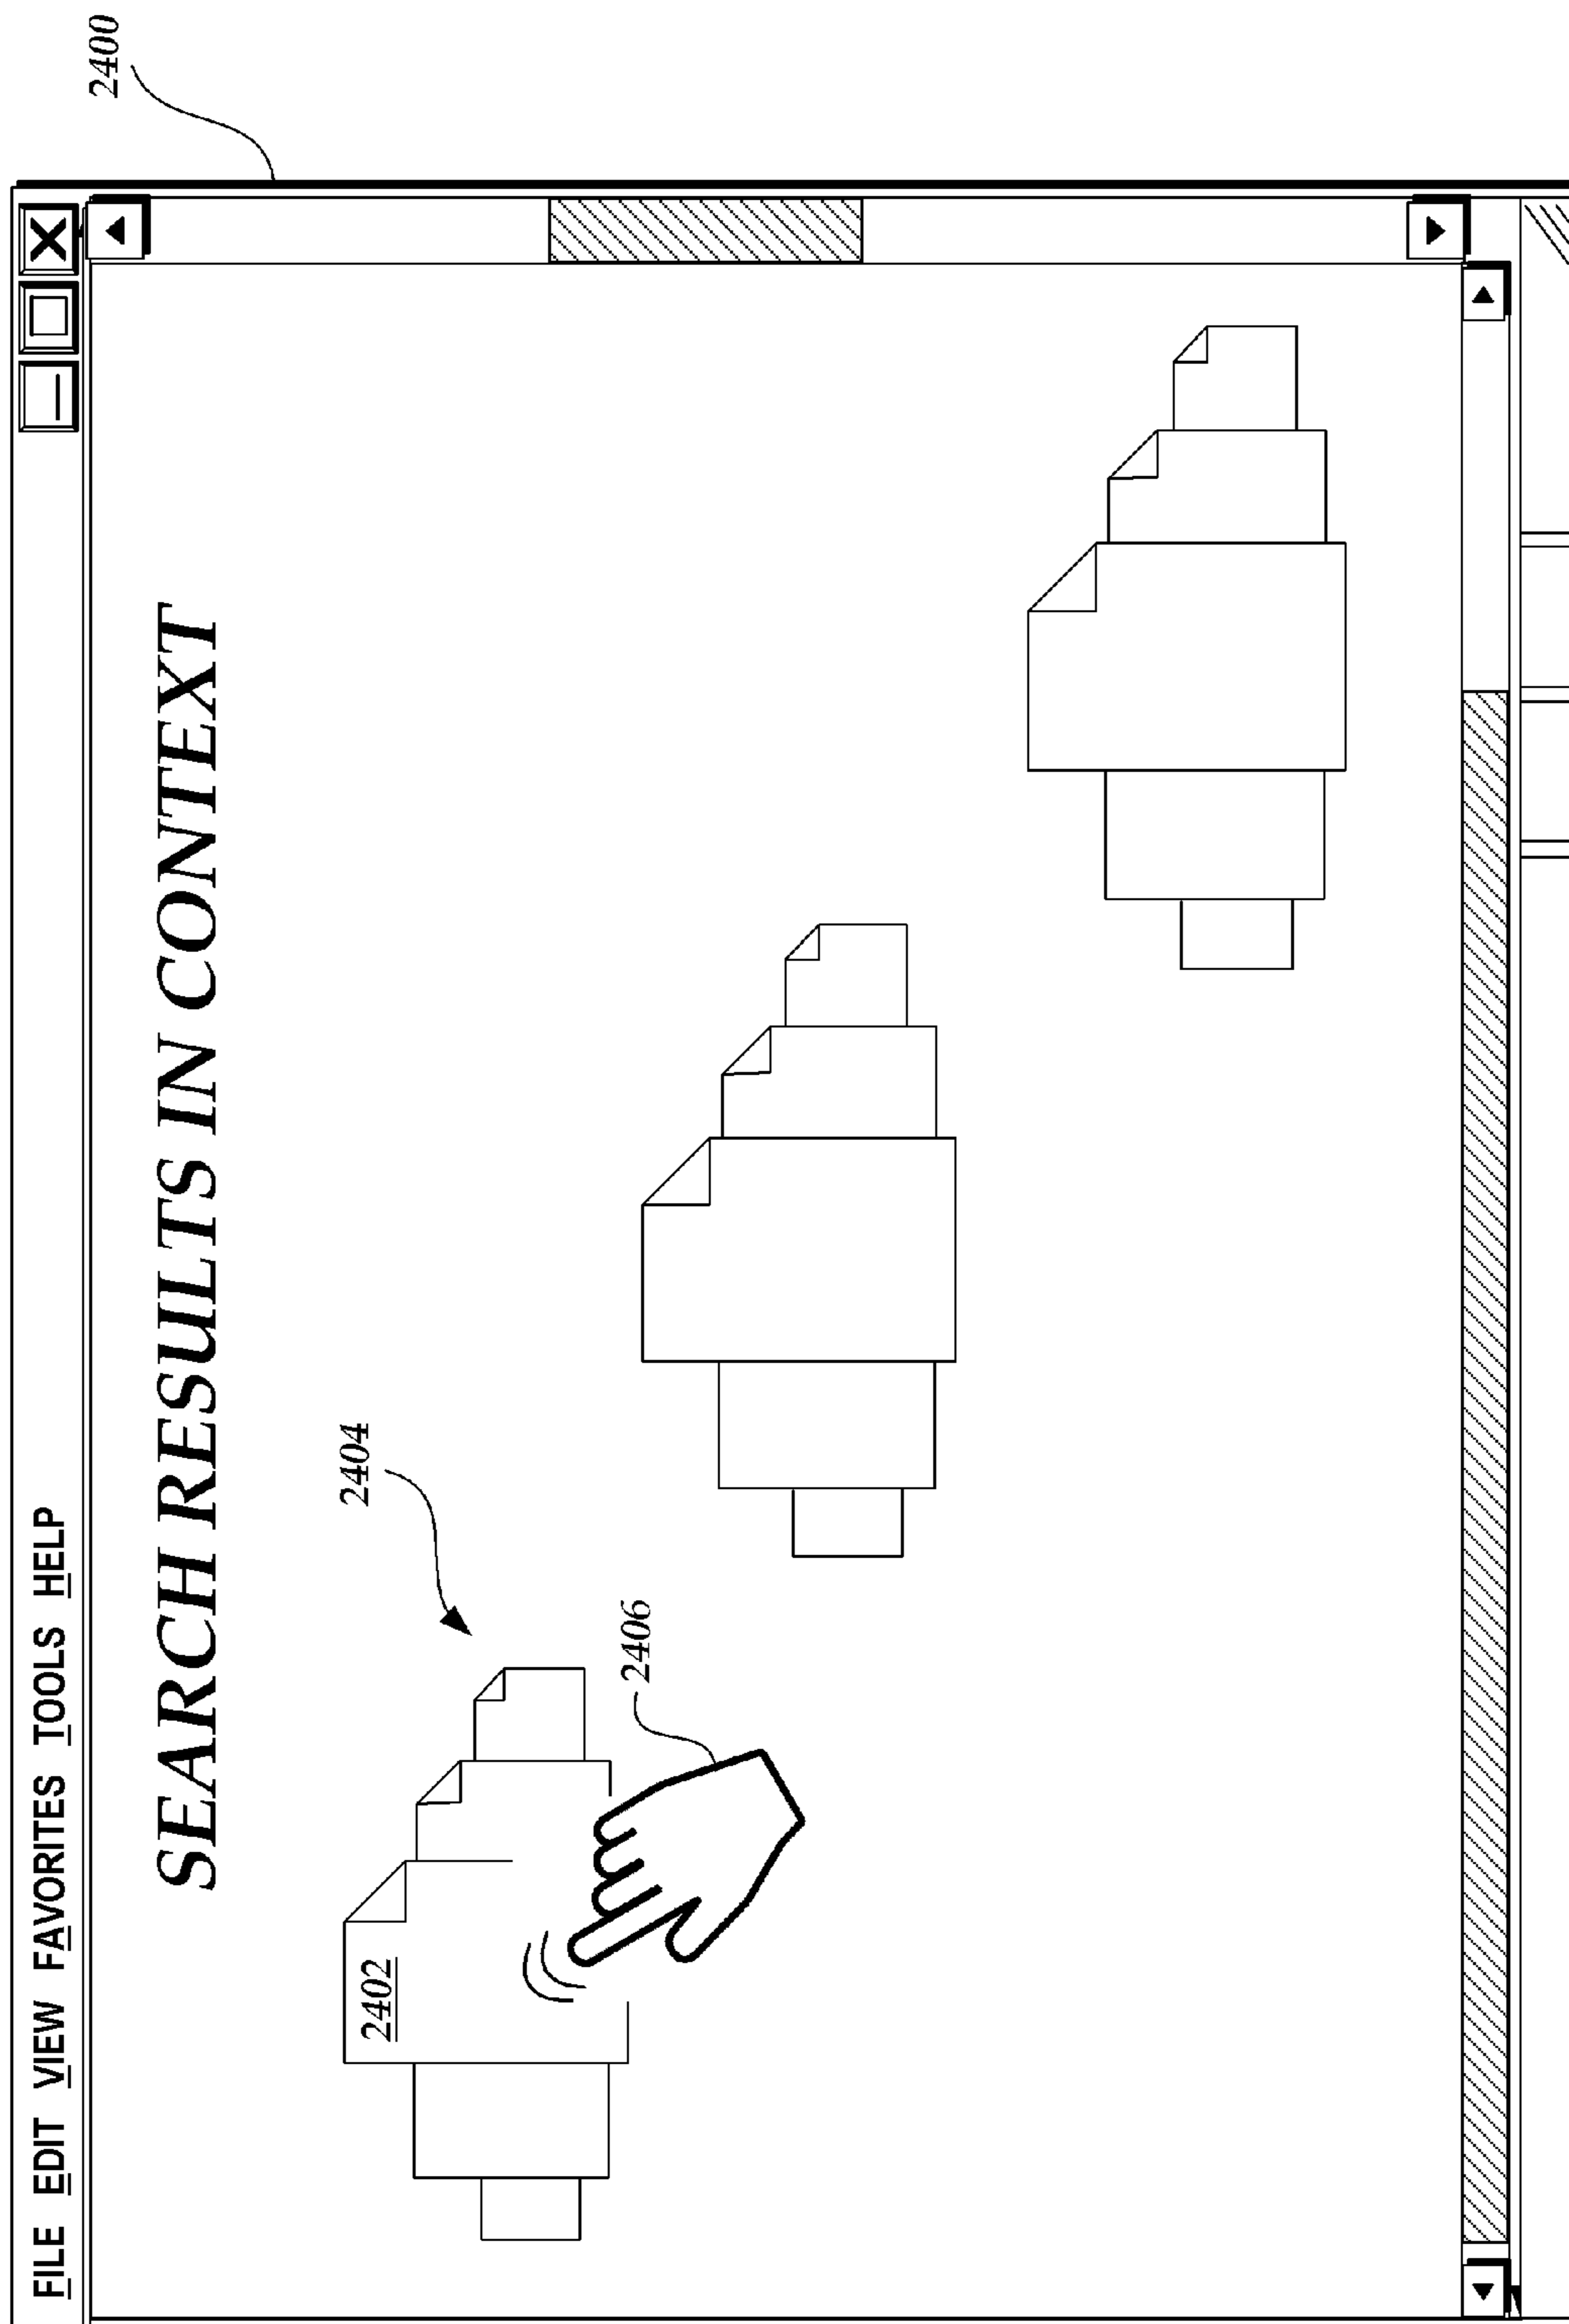 2400
FILE EDIT VIEW FAVORITES TOOLS HELP
SEARCH RESULTS IN CONTEXT
2404
2402
2406